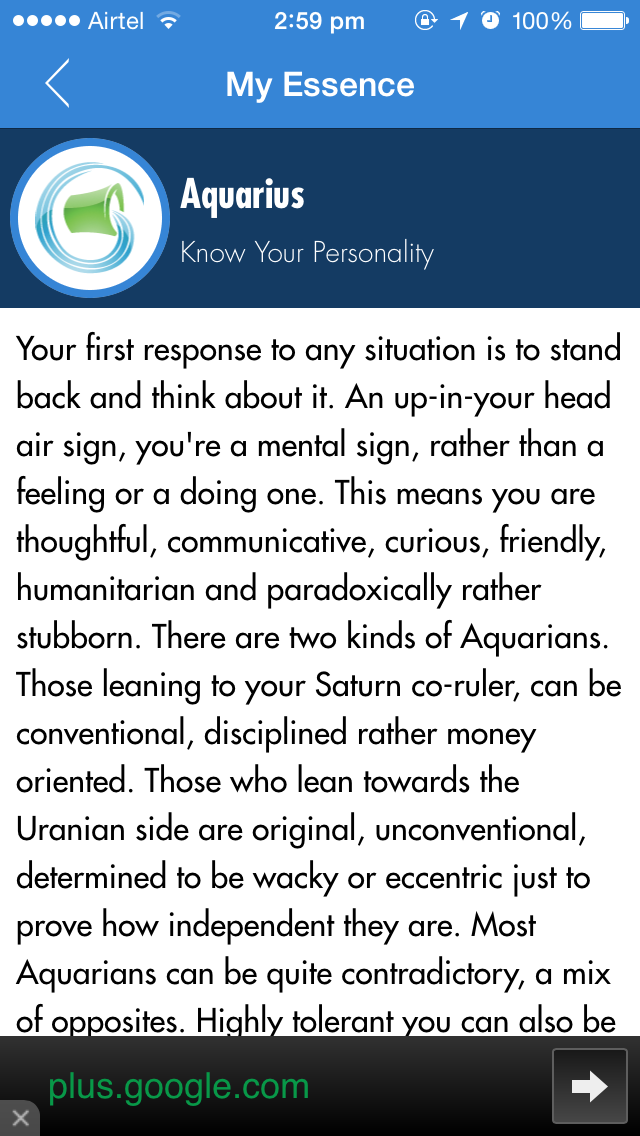 Airtel 2:59 pm 100%
My Essence
Aquarius
Know Your Personality
Your first response to any situation is to stand
back and think about it. An up-in-your head
air sign, you're a mental sign, rather than a
feeling or a doing one. This means you are
thoughtful, communicative, curious, friendly,
humanitarian and paradoxically rather
stubborn. There are two kinds of Aquarians.
Those leaning to your Saturn co-ruler, can be
conventional, disciplined rather money
oriented. Those who lean towards the
Uranian side are original, unconventional,
determined to be wacky or eccentric just to
prove how independent they are. Most
Aquarians can be quite contradictory, a mix
of opposites. Highly tolerant you can also be
plus.google.com